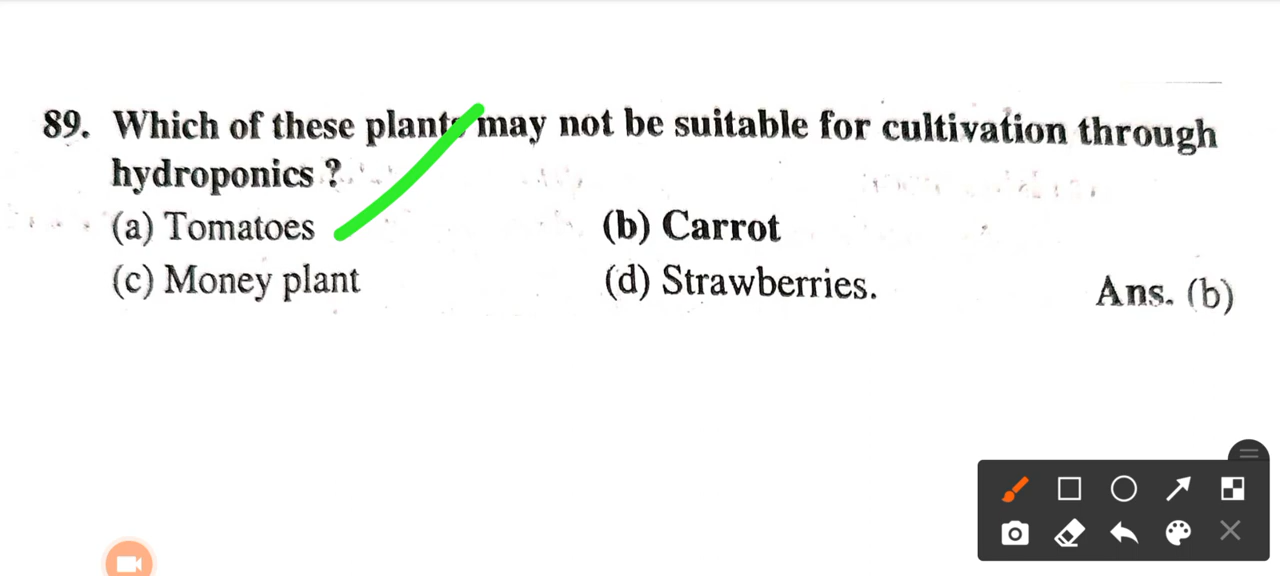 89. Which of these plants may not be suitable for cultivation through
hydroponics ?
(a) Tomatoes (b) Carrot
(c) Money plant (d) Strawberries. Ans. (b)